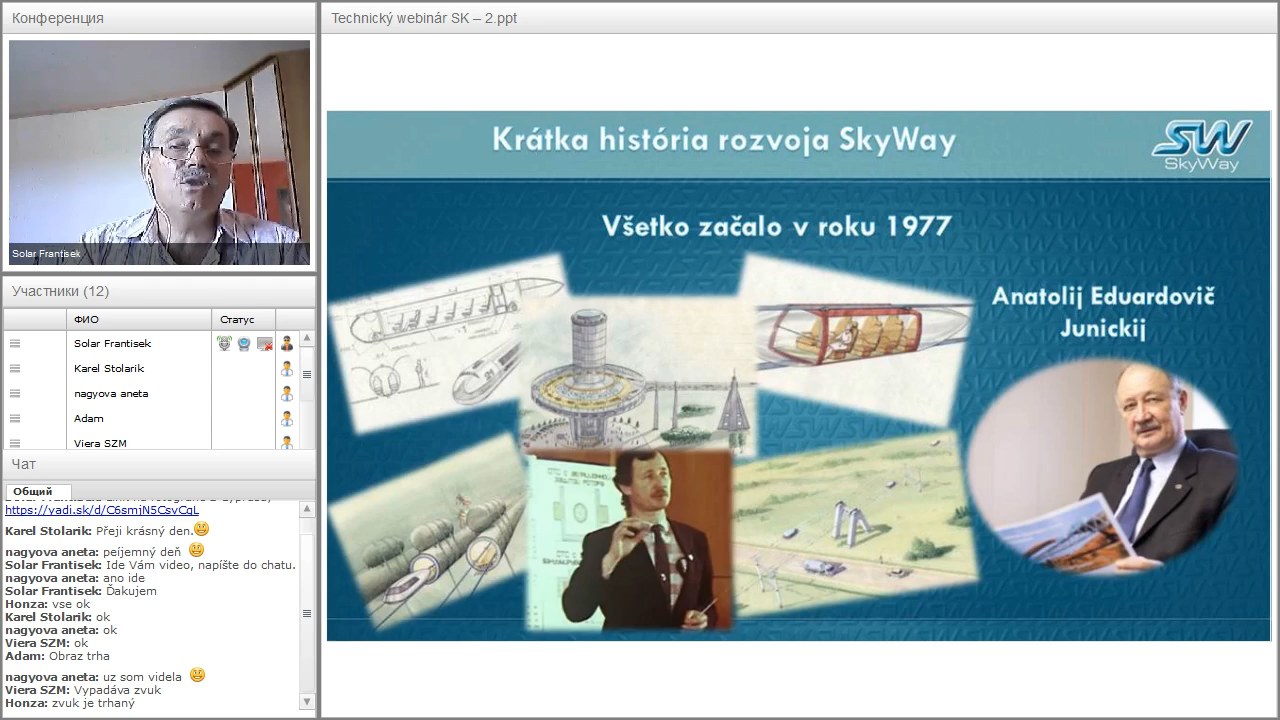 Конференция
Solar Frantisek
Участники (12)
ФИО
Статус
Solar Frantisek
Karel Stolarik
nagyova aneta
Adam
Viera SZM
Чат
Общий
https://yadi.sk/d/C6smjN5CsvCqL
Karel Stolarik: Přeji krásný den.
nagyova aneta: peíjemný deň
Solar Frantisek: Ide Vám video, napíšte do chatu.
nagyova aneta: ano ide
Solar Frantisek: Ďakujem
Honza: vse ok
Karel Stolarik: ok
nagyova aneta: ok
Viera SZM: ok
Adam: Obraz trha
nagyova aneta: uz som videla
Viera SZM: Vypadáva zvuk
Honza: zvuk je trhaný
Technický webinár SK – 2.ppt
Krátka história rozvoja SkyWay
SW
SkyWay
Všetko začalo v roku 1977
Anatolij Eduardovič
Junickij